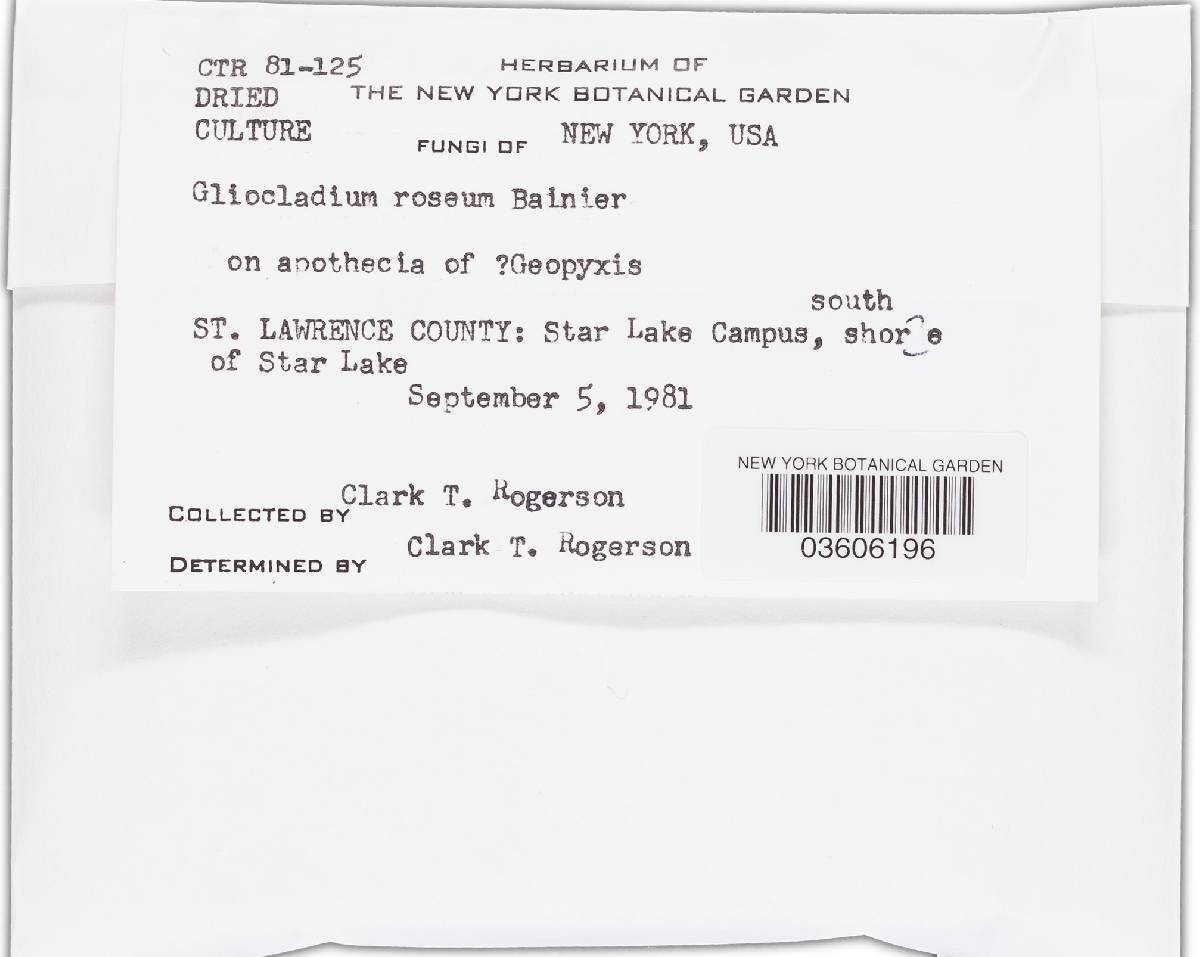 CTR 81-125 HERBARIUM OF
DRIED THE NEW YORK BOTANICAL GARDEN
CULTURE FUNGI OF NEW YORK, USA
Gliocladium roseum Bainier
on apothecia of ?Geopyxis
south
ST. LAWRENCE COUNTY: Star Lake Campus, shor e
of Star Lake
September 5, 1981
COLLECTED BY Clark T. Rogerson
DETERMINED BY Clark T. Rogerson
NEW YORK BOTANICAL GARDEN
03606196